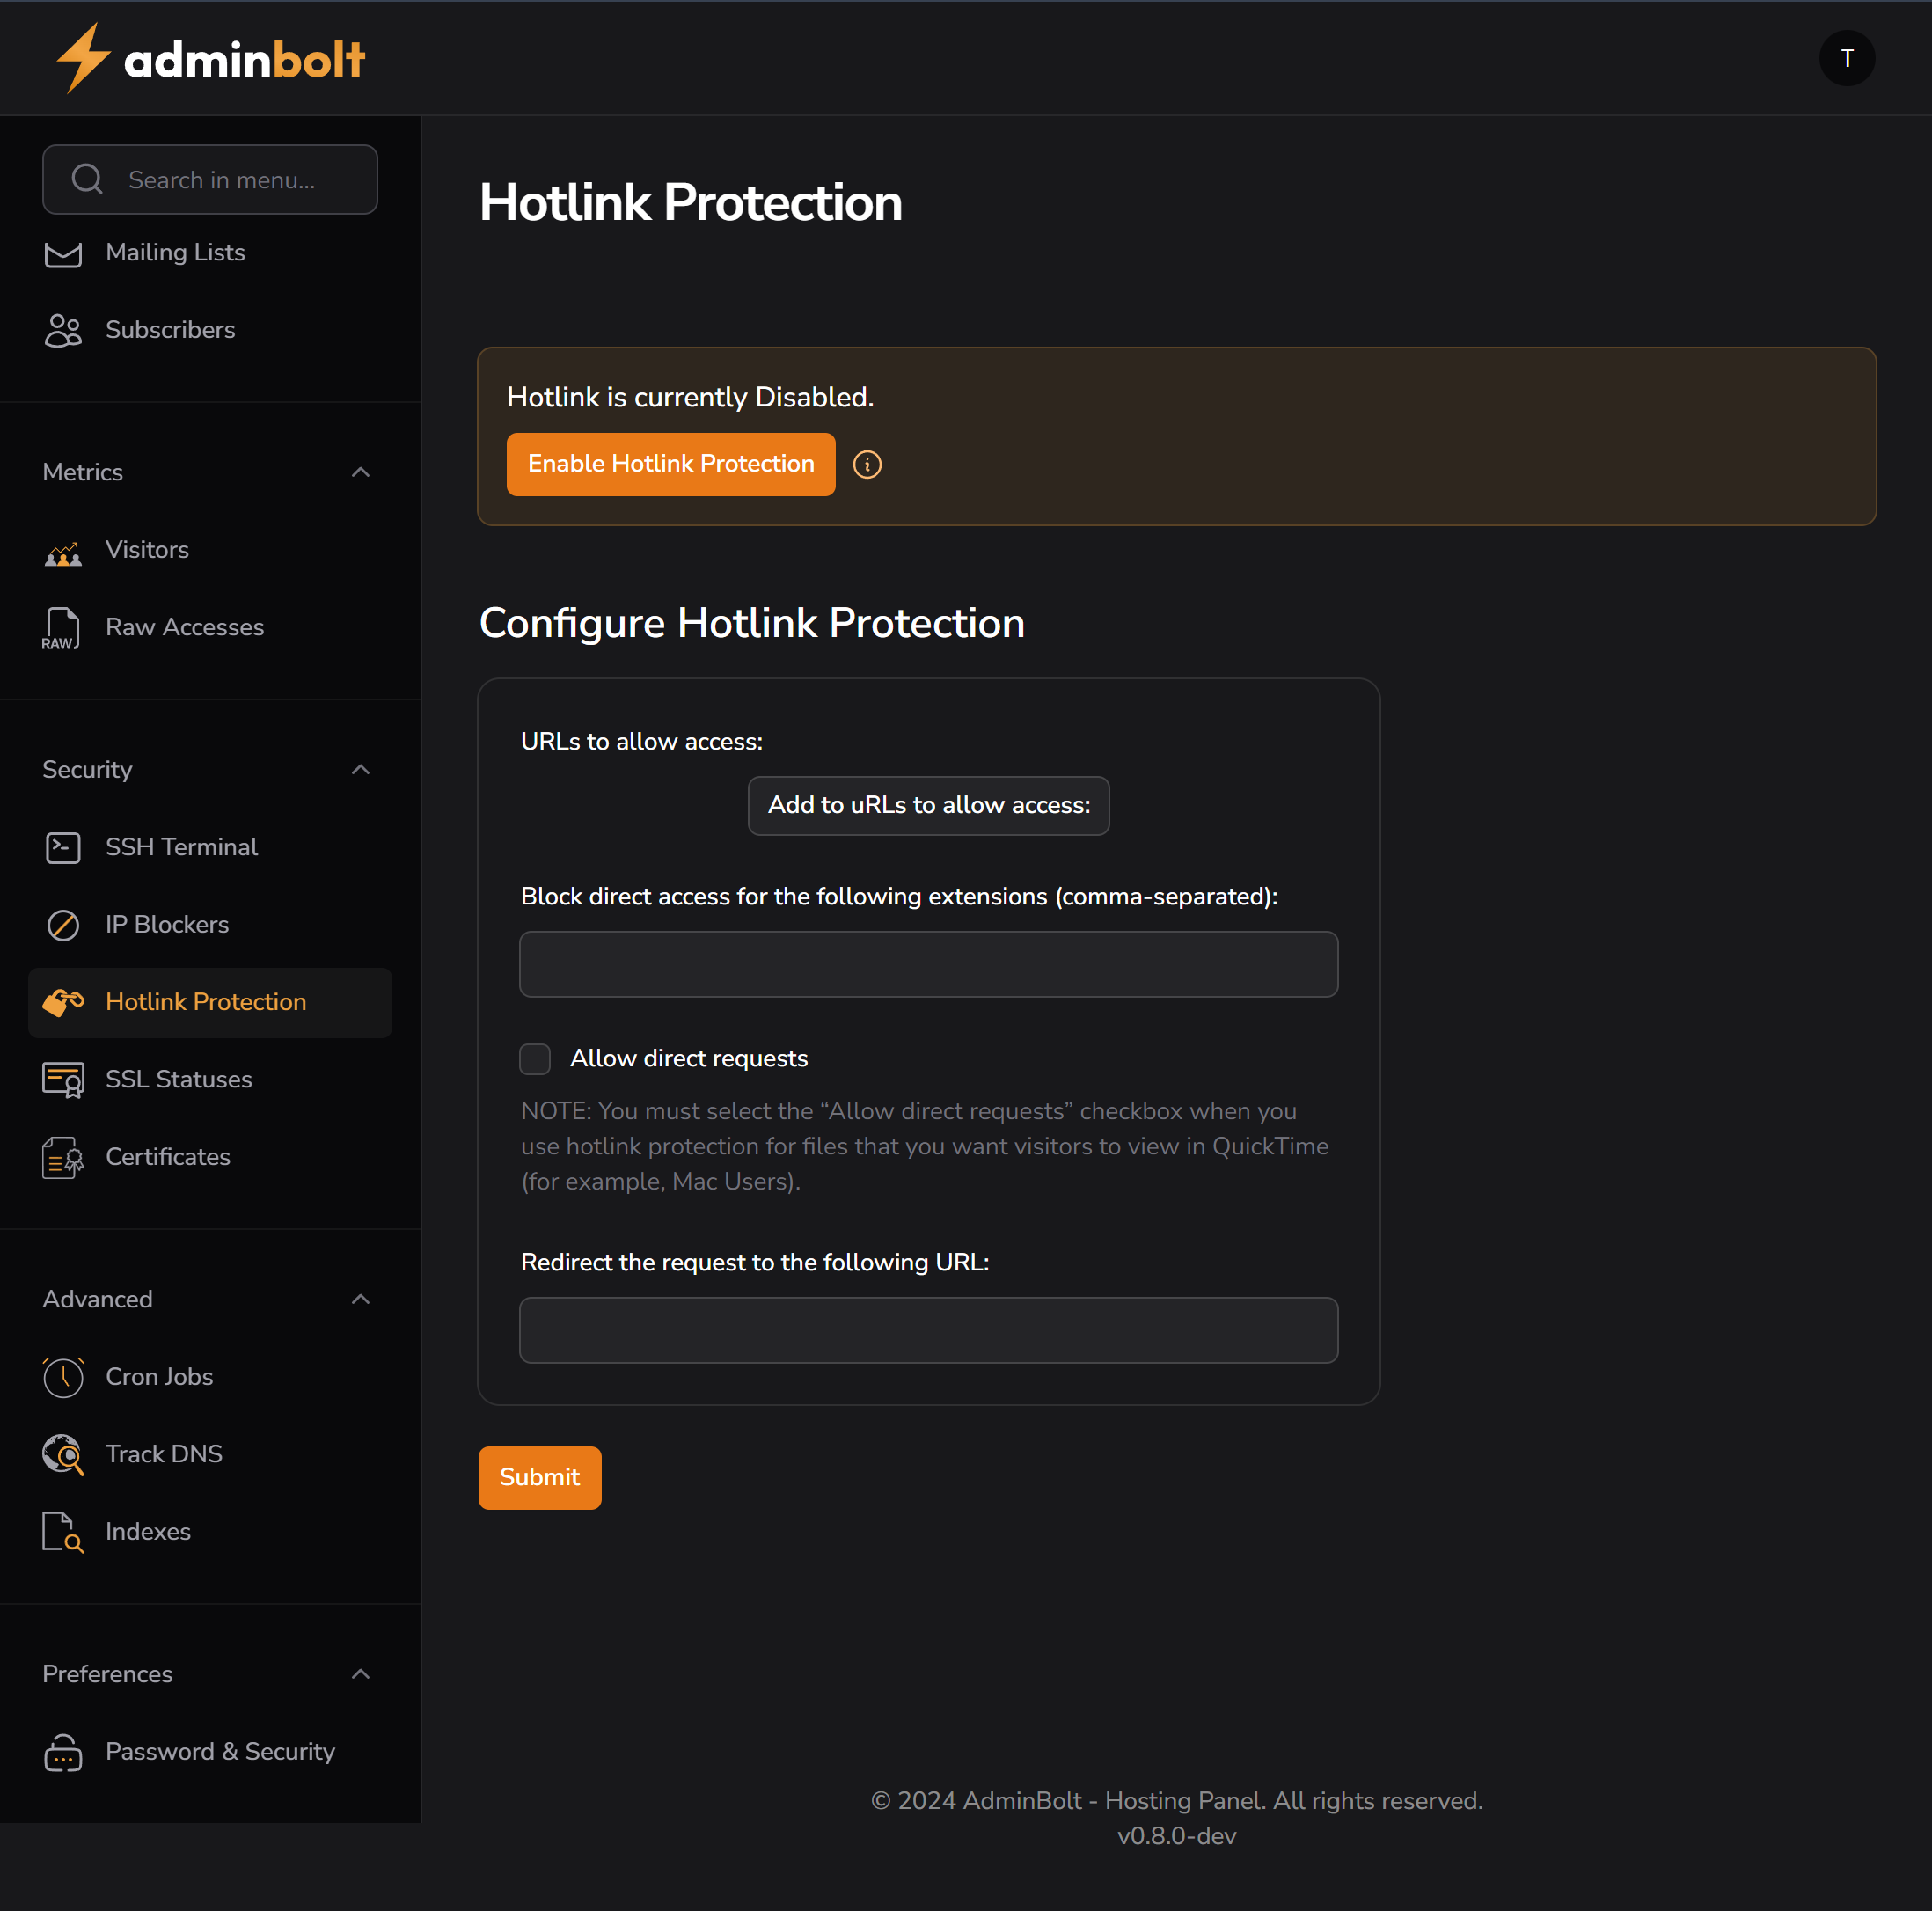 adminbolt
T
Search in menu...
Mailing Lists
Subscribers
Metrics
Visitors
RAW
Raw Accesses
Security
SSH Terminal
IP Blockers
Hotlink Protection
SSL Statuses
Certificates
Advanced
Cron Jobs
Track DNS
Indexes
Preferences
Password & Security
Hotlink Protection
Hotlink is currently Disabled.
Enable Hotlink Protection
Configure Hotlink Protection
URLs to allow access:
Add to uRLs to allow access:
Block direct access for the following extensions (comma-separated):
Allow direct requests
NOTE: You must select the “Allow direct requests” checkbox when you
use hotlink protection for files that you want visitors to view in QuickTime
(for example, Mac Users).
Redirect the request to the following URL:
Submit
© 2024 AdminBolt - Hosting Panel. All rights reserved.
v0.8.0-dev